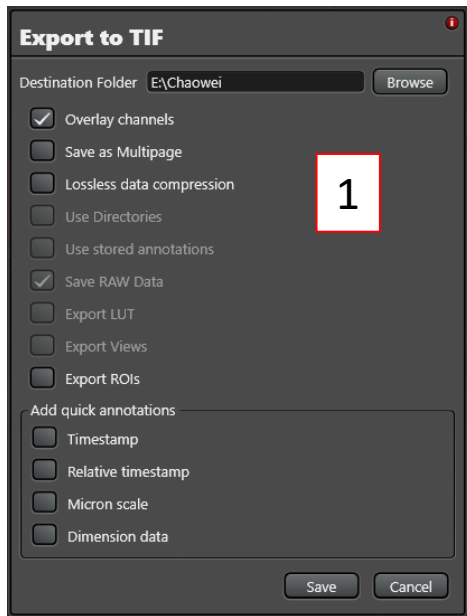 Export to TIF
Destination Folder E:\Chaowei Browse
Overlay channels
Save as Multipage
Lossless data compression
1
Use Directories
Use stored annotations
Save RAW Data
Export LUT
Export Views
Export ROIs
Add quick annotations
Timestamp
Relative timestamp
Micron scale
Dimension data
Save Cancel